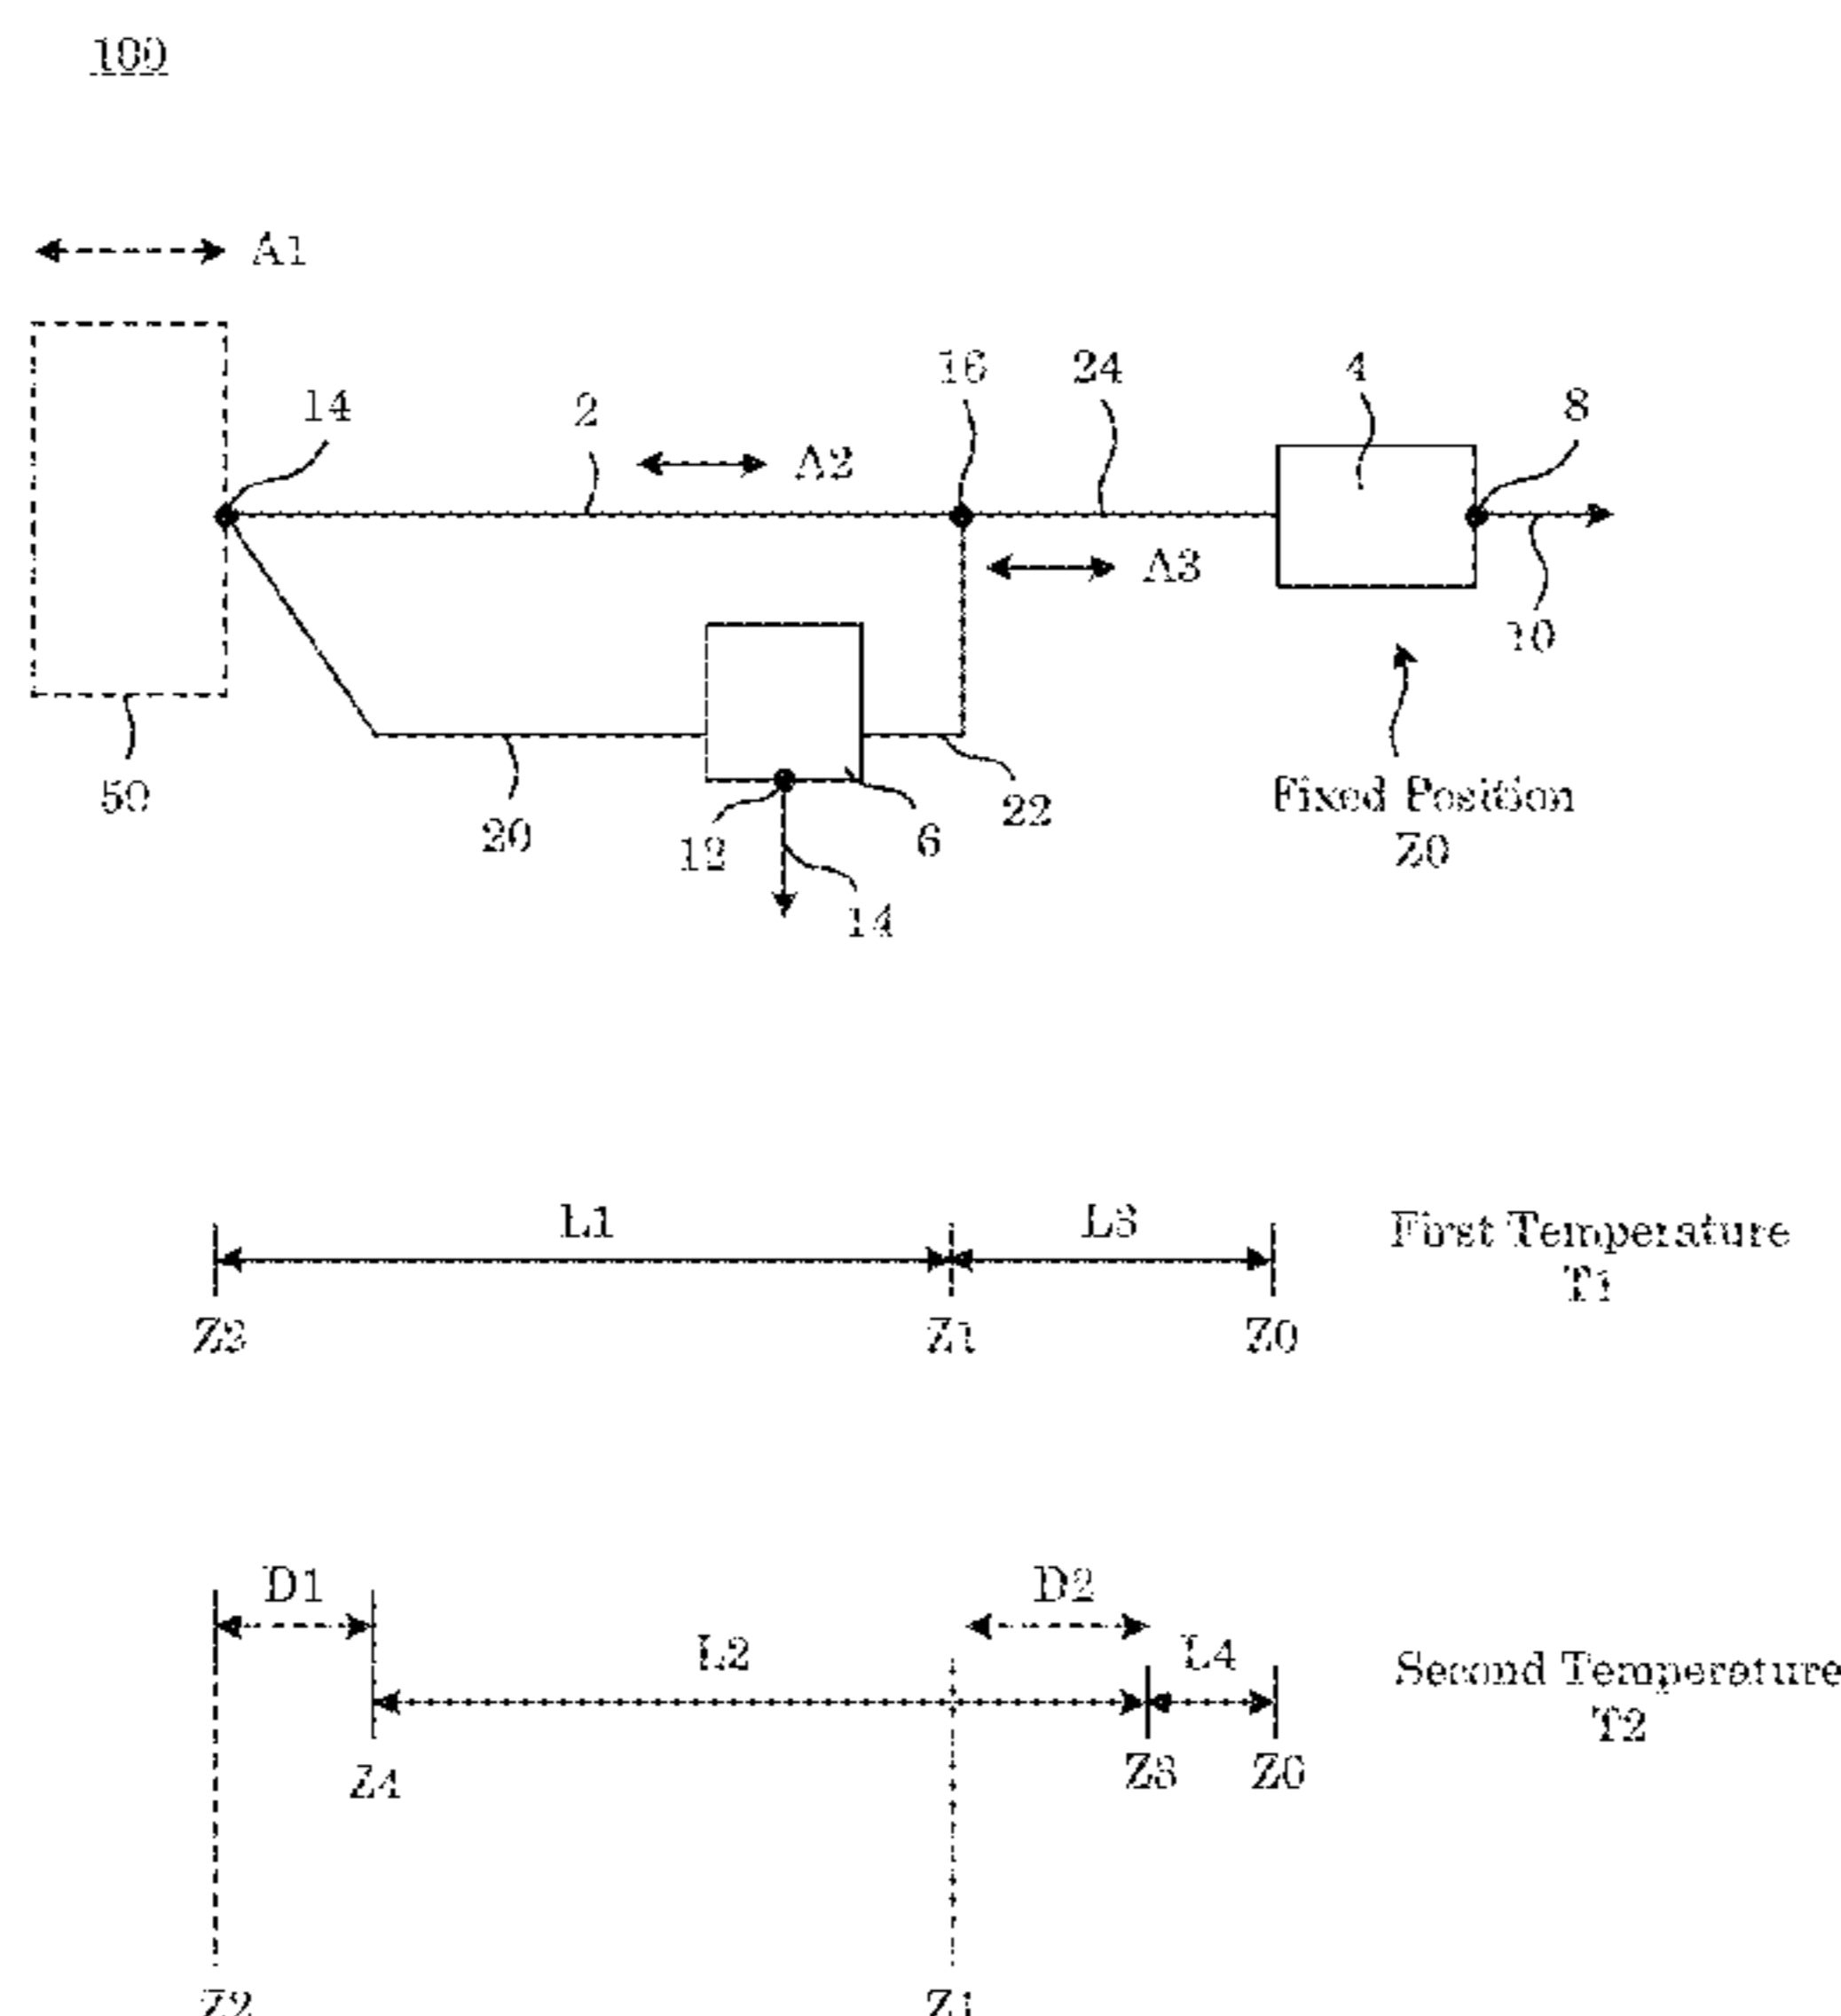 100
A1
14
2
A2
16
24
4
8
A3
10
50
20
12
6
22
14
Fixed Position
Z0
L1
L3
First Temperature
T1
Z2
Z1
Z0
D1
D2
L2
L4
Second Temperature
T2
Z4
Z3
Z0
Z2
Z1